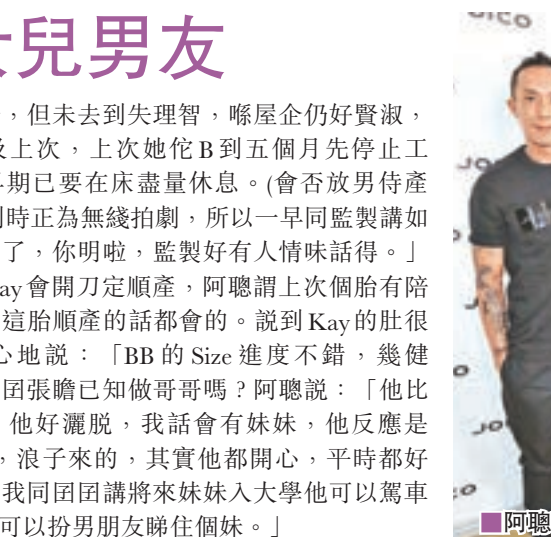 女兒男友
，但未去到失理智，喺屋企仍好賢淑，
及上次，上次她佗B到五個月先停止工
早期已要在床盡量休息。(會否放男侍產
到時正為無綫拍劇，所以一早同監製講如
了，你明啦，監製好有人情味話得。」
ay會開刀定順產，阿聰謂上次個胎有陪
這胎順產的話都會的。説到Kay的肚很
心地説：「BB的Size進度不錯，幾健
囝張瞻已知做哥哥嗎？阿聰説：「他比
他好灑脱，我話會有妹妹，他反應是
，浪子來的，其實他都開心，平時都好
我同囝囝講將來妹妹入大學他可以駕車
可以扮男朋友睇住個妹。」
■阿聰